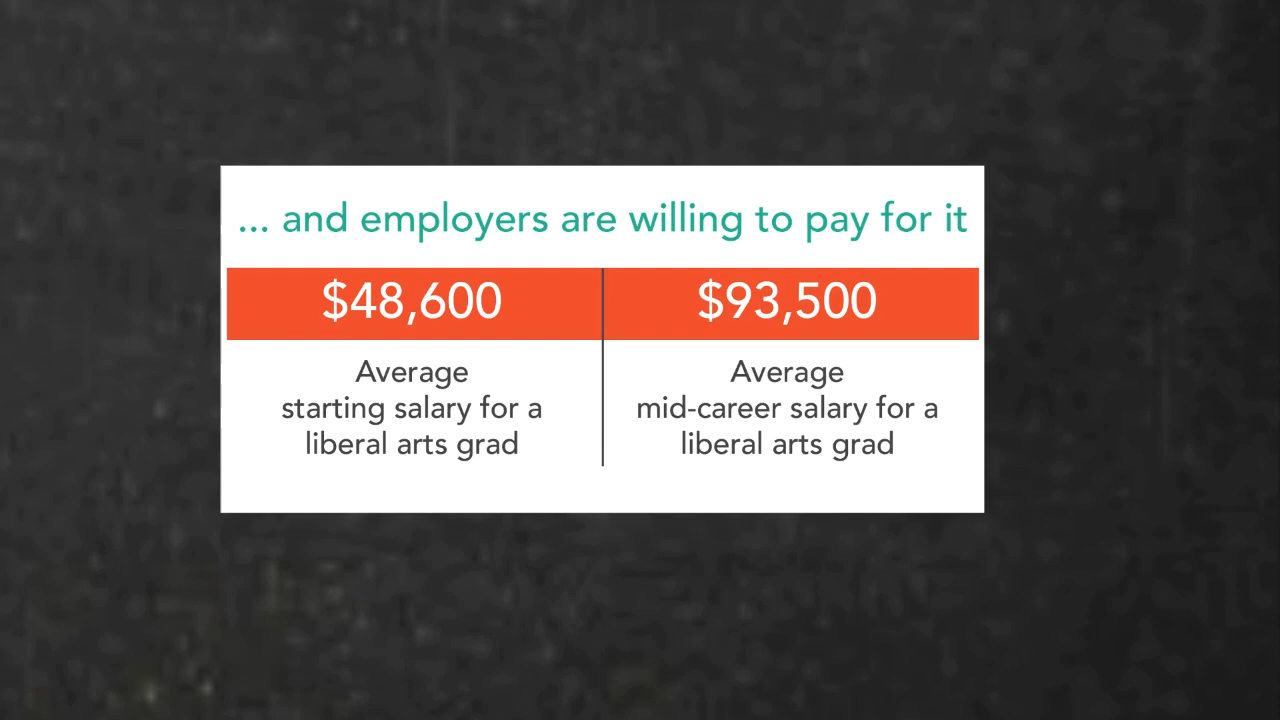 ... and employers are willing to pay for it
$48,600
$93,500
Average
starting salary for a
liberal arts grad
Average
mid-career salary for a
liberal arts grad